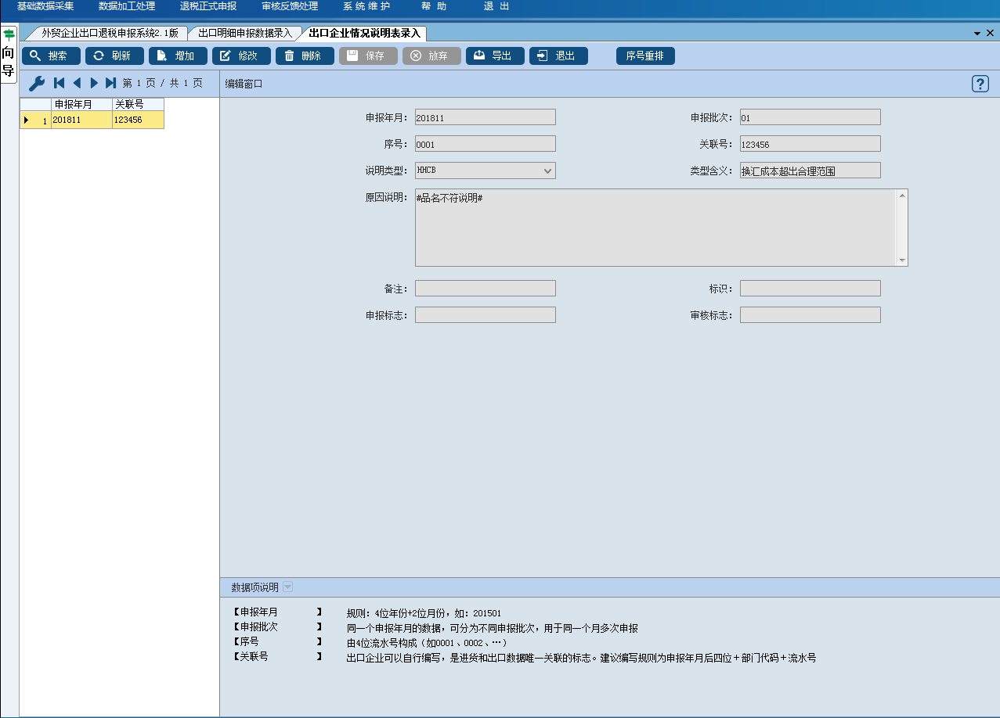 基础数据采集 数据加工处理 退税正式申报 审核反馈处理 系统维护 帮助 退出
外贸企业出口退税申报系统2.1版 出口明细申报数据录入 出口企业情况说明表录入
向导
搜索 刷新 增加 修改 删除 保存 放弃 导出 退出 序号重排
第 1 页 / 共 1 页
编辑窗口 ?
申报年月 关联号
1 201811 123456
申报年月: 201811 申报批次: 01
序号: 0001 关联号: 123456
说明类型: HHCB 类型含义: 换汇成本超出合理范围
原因说明: #品名不符说明#
备注: 标识:
申报标志: 审核标志:
数据项说明
【申报年月 】 规则: 4位年份+2位月份, 如: 201501
【申报批次 】 同一个申报年月的数据, 可分为不同申报批次, 用于同一个月多次申报
【序号 】 由4位流水号构成（如0001、0002、…）
【关联号 】 出口企业可以自行编写, 是进货和出口数据唯一关联的标志。建议编写规则为申报年月后四位＋部门代码＋流水号